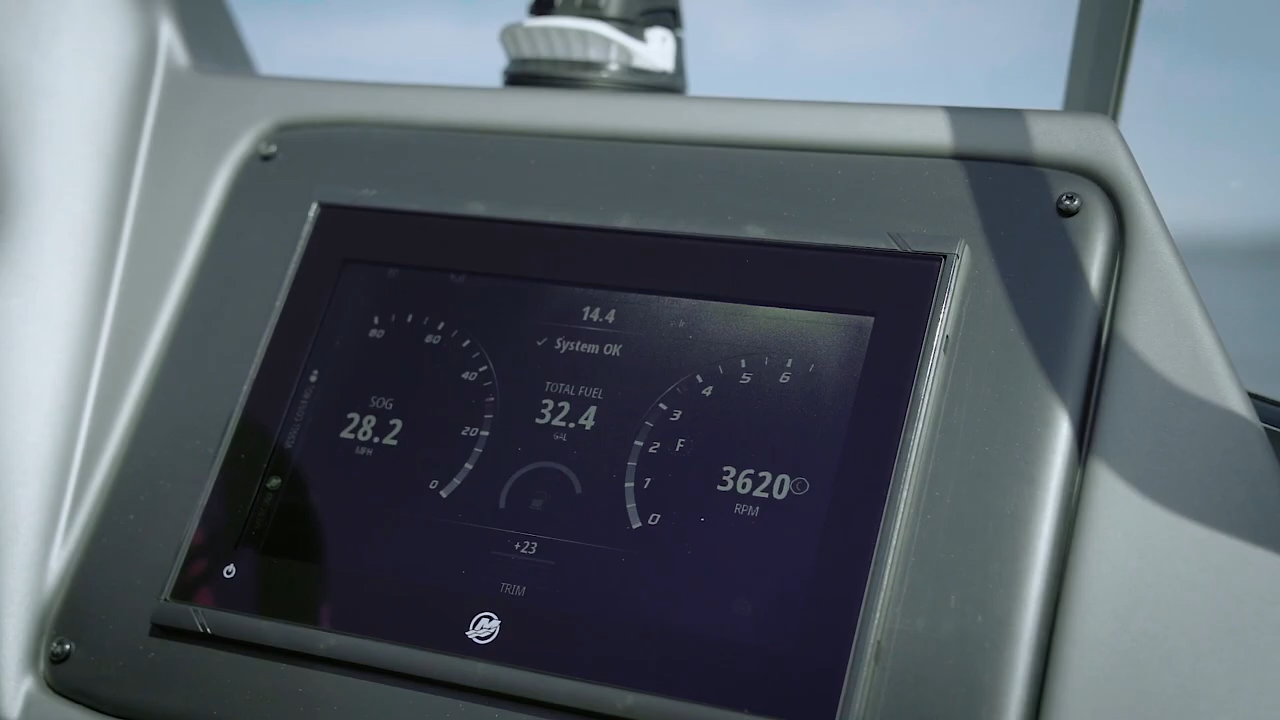 14.4
✓ System OK
80
60
40
20
0
SOG
28.2
MPH
TOTAL FUEL
32.4
GAL
6
5
4
3
2
1
0
F
3620
RPM
+23
TRIM